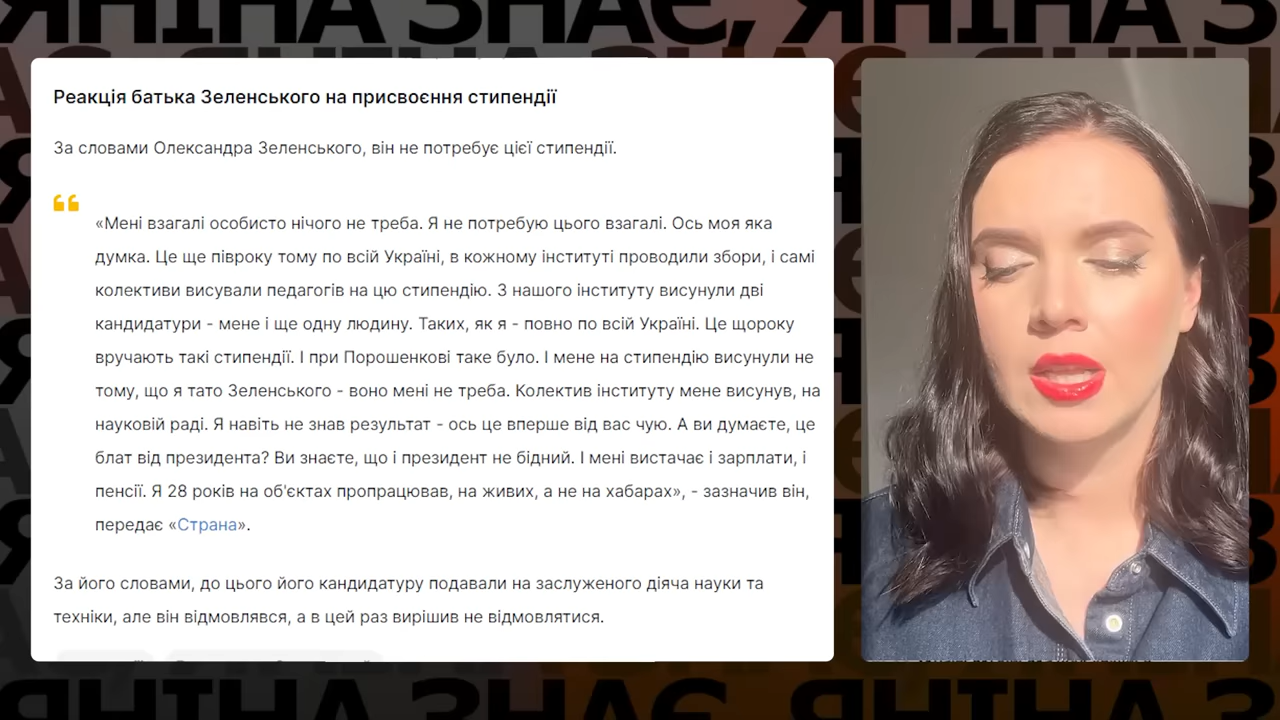 ЯНІНА ЗНАЄ, ЯНІНА З
Реакція батька Зеленського на присвоєння стипендії
За словами Олександра Зеленського, він не потребує цієї стипендії.
«Мені взагалі особисто нічого не треба. Я не потребую цього взагалі. Ось моя яка
думка. Це ще півроку тому по всій Україні, в кожному інституті проводили збори, і самі
колективи висували педагогів на цю стипендію. З нашого інституту висунули дві
кандидатури - мене і ще одну людину. Таких, як я - повно по всій Україні. Це щороку
вручають такі стипендії. І при Порошенкові таке було. І мене на стипендію висунули не
тому, що я тато Зеленського - воно мені не треба. Колектив інституту мене висунув, на
науковій раді. Я навіть не знав результат - ось це вперше від вас чую. А ви думаєте, це
блат від президента? Ви знаєте, що і президент не бідний. І мені вистачає і зарплати, і
пенсії. Я 28 років на об'єктах пропрацював, на живих, а не на хабарах», - зазначив він,
передає «Страна».
За його словами, до цього його кандидатуру подавали на заслуженого діяча науки та
техніки, але він відмовлявся, а в цей раз вирішив не відмовлятися.
ЯНІНА ЗНАЄ, ЯНІНА З